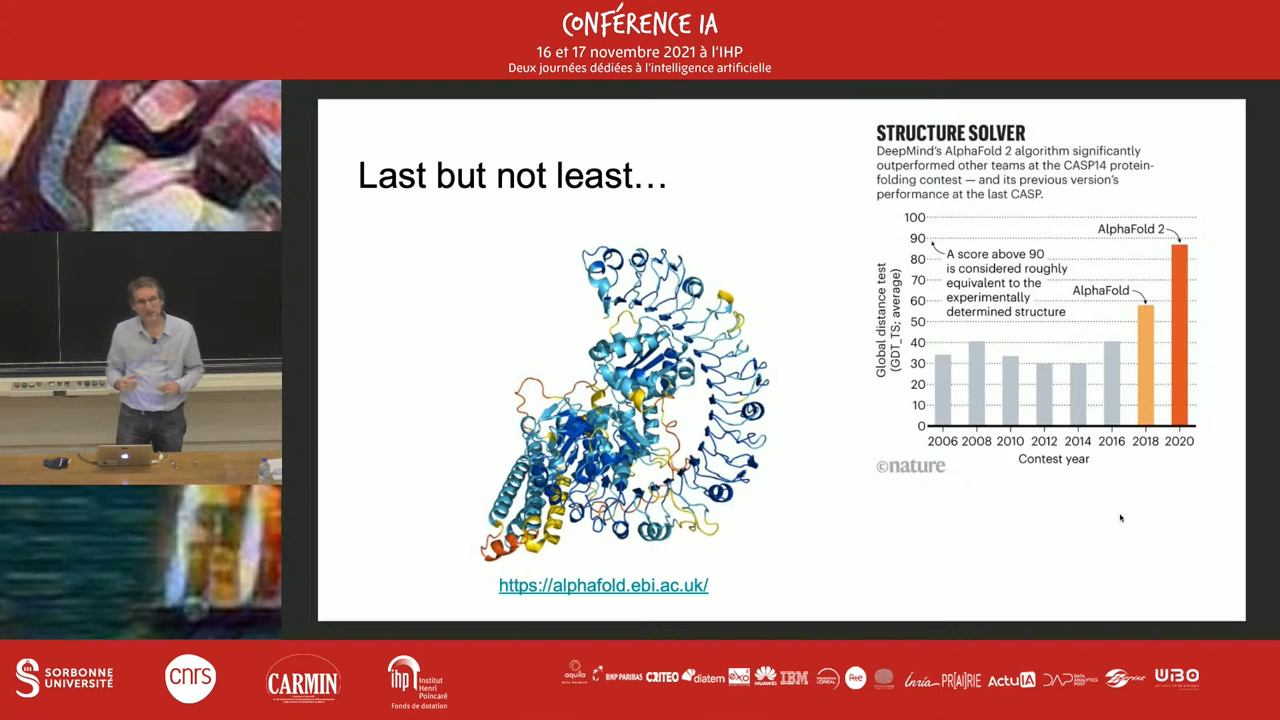 CONFÉRENCE IA
16 et 17 novembre 2021 à l'IHP
Deux journées dédiées à l'intelligence artificielle
Last but not least…
STRUCTURE SOLVER
DeepMind's AlphaFold 2 algorithm significantly
outperformed other teams at the CASP14 protein-
folding contest — and its previous version's
performance at the last CASP.
Global distance test
(GDT_TS; average)
100
90
80
70
60
50
40
30
20
10
0
A score above 90
is considered roughly
equivalent to the
experimentally
determined structure
AlphaFold 2
AlphaFold
2006 2008 2010 2012 2014 2016 2018 2020
Contest year
©nature
https://alphafold.ebi.ac.uk/
SORBONNE
UNIVERSITÉ
cnrs
CARMIN
ihp
Institut
Henri
Poincaré
Fonds de dotation
aquila
BNP PARIBAS
CRITEO
diatem
exo
HUAWEI
IBM
L'ORÉAL
Rte
Inria
PR[AI]RIE
ActuIA
DAP DATA ANALYTICS POST
UBO